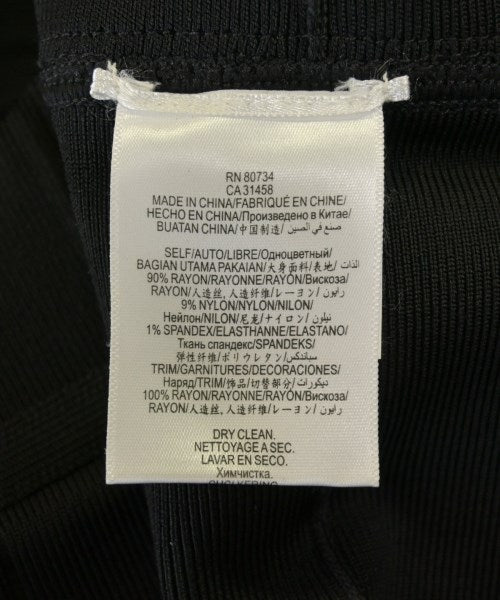 RN 80734
CA 31458
MADE IN CHINA/FABRIQUÉ EN CHINE/
HECHO EN CHINA/Произведено в Китае/
BUATAN CHINA/中国制造/ صنع في الصين
SELF/AUTO/LIBRE/Одноцветный/
BAGIAN UTAMA PAKAIAN/大身面料/表地/ الذات
90% RAYON/RAYONNE/RAYÓN/Вискоза/
RAYON/人造丝, 人造纤维/レーヨン/ رايون
9% NYLON/NYLON/NILON/
Нейлон/NILON/尼龙/ナイロン/ نيلون
1% SPANDEX/ELASTHANNE/ELASTANO/
Ткань спандекс/SPANDEKS/
弹性纤维/ポリウレタン/ سباندكس
TRIM/GARNITURES/DECORACIONES/
Наряд/TRIM/饰品/切替部分/ ديكورات
100% RAYON/RAYONNE/RAYÓN/Вискоза/
RAYON/人造丝, 人造纤维/レーヨン/ رايون
DRY CLEAN.
NETTOYAGE A SEC.
LAVAR EN SECO.
Химчистка.